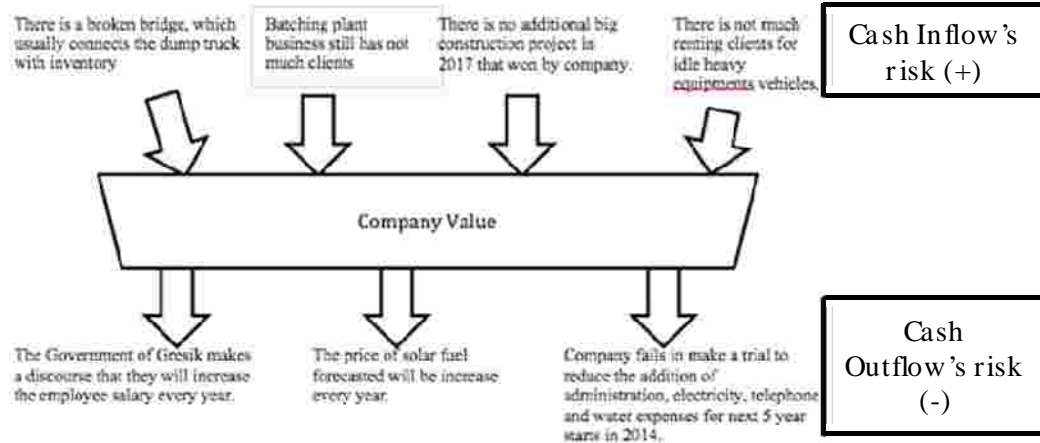 There is a broken bridge, which
usually connects the dump truck
with inventory
Batching plant
business still has not
much clients
There is no additional big
construction project in
2017 that won by company.
There is not much
renting clients for
idle heavy
equipments vehicles.
Cash Inflow's
risk (+)
Company Value
The Government of Gresik makes
a discourse that they will increase
the employee salary every year.
The price of solar fuel
forecasted will be increase
every year.
Company fails in make a trial to
reduce the addition of
administration, electricity, telephone
and water expenses for next 5 year
starts in 2014.
Cash
Outflow's risk
(-)